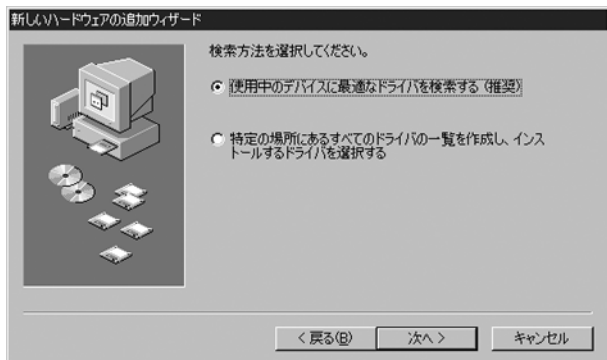 新しいハードウェアの追加ウィザード
検索方法を選択してください。
使用中のデバイスに最適なドライバを検索する (推奨)
特定の場所にあるすべてのドライバの一覧を作成し、インス
トールするドライバを選択する
< 戻る(B)
次へ >
キャンセル